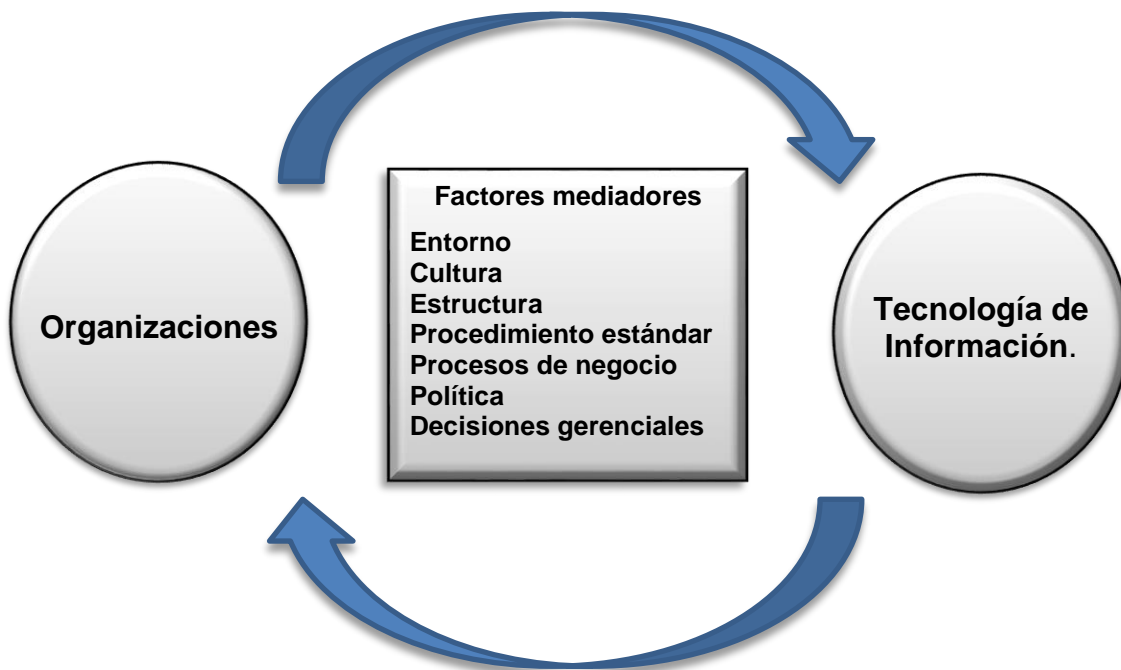 Organizaciones
Factores mediadores
Entorno
Cultura
Estructura
Procedimiento estándar
Procesos de negocio
Política
Decisiones gerenciales
Tecnología de
Información.